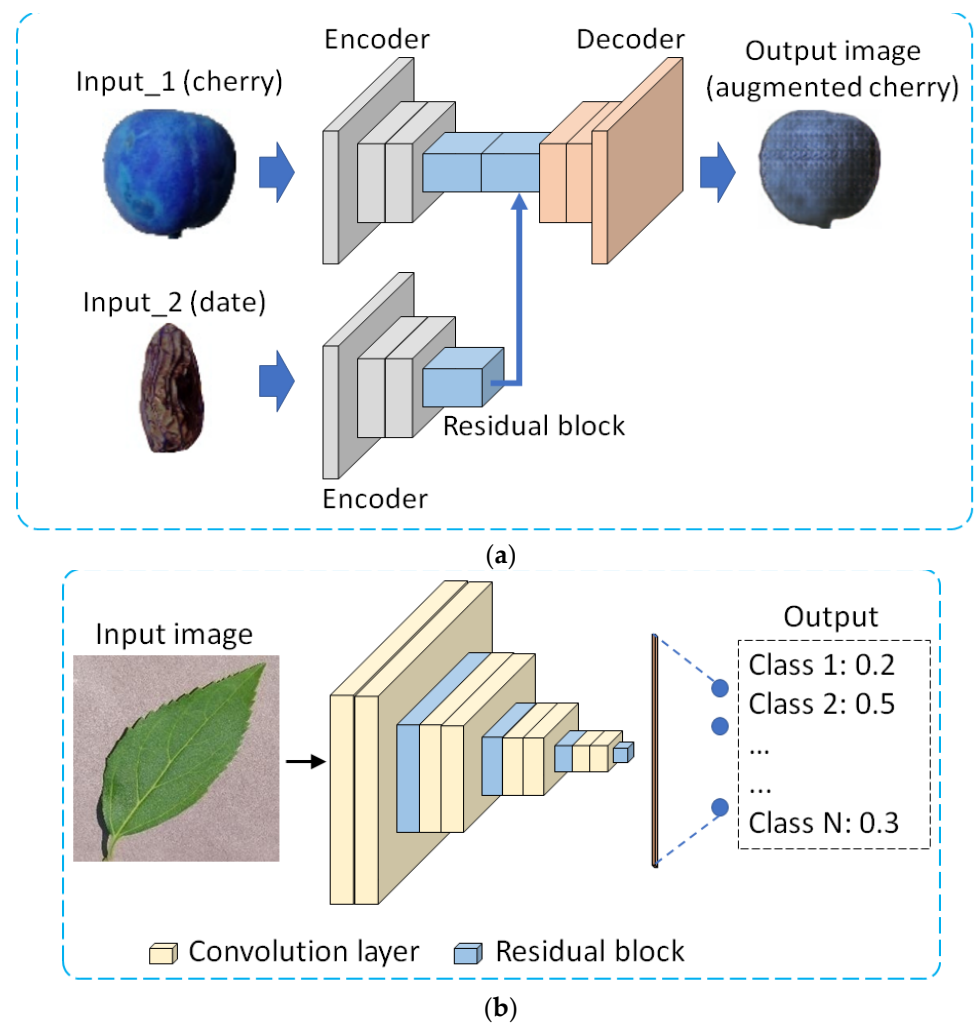 Encoder
Decoder
Output image
(augmented cherry)
Input_1 (cherry)
Input_2 (date)
Residual block
Encoder
(a)
Input image
Output
Class 1: 0.2
Class 2: 0.5
...
...
Class N: 0.3
Convolution layer
Residual block
(b)